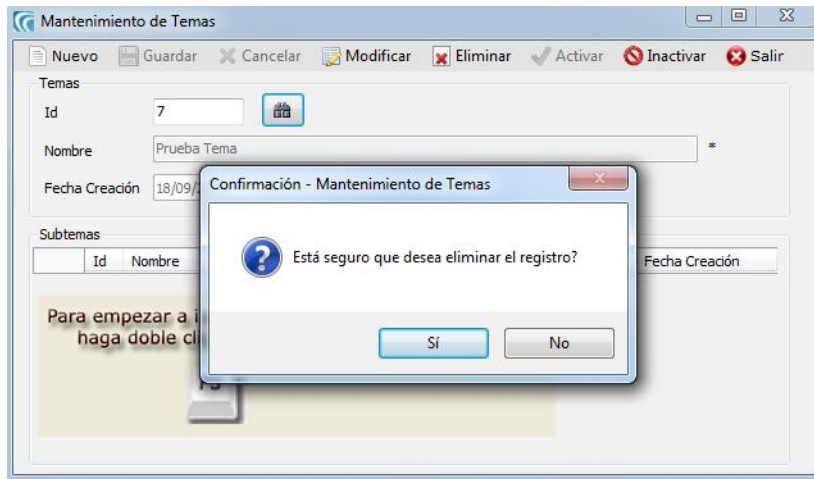 Mantenimiento de Temas
Nuevo Guardar Cancelar Modificar Eliminar Activar Inactivar Salir
Temas
Id 7
Nombre Prueba Tema *
Fecha Creación 18/09/
Confirmación - Mantenimiento de Temas
Está seguro que desea eliminar el registro?
Sí No
Subtemas
Id Nombre Fecha Creación
Para empezar a
haga doble